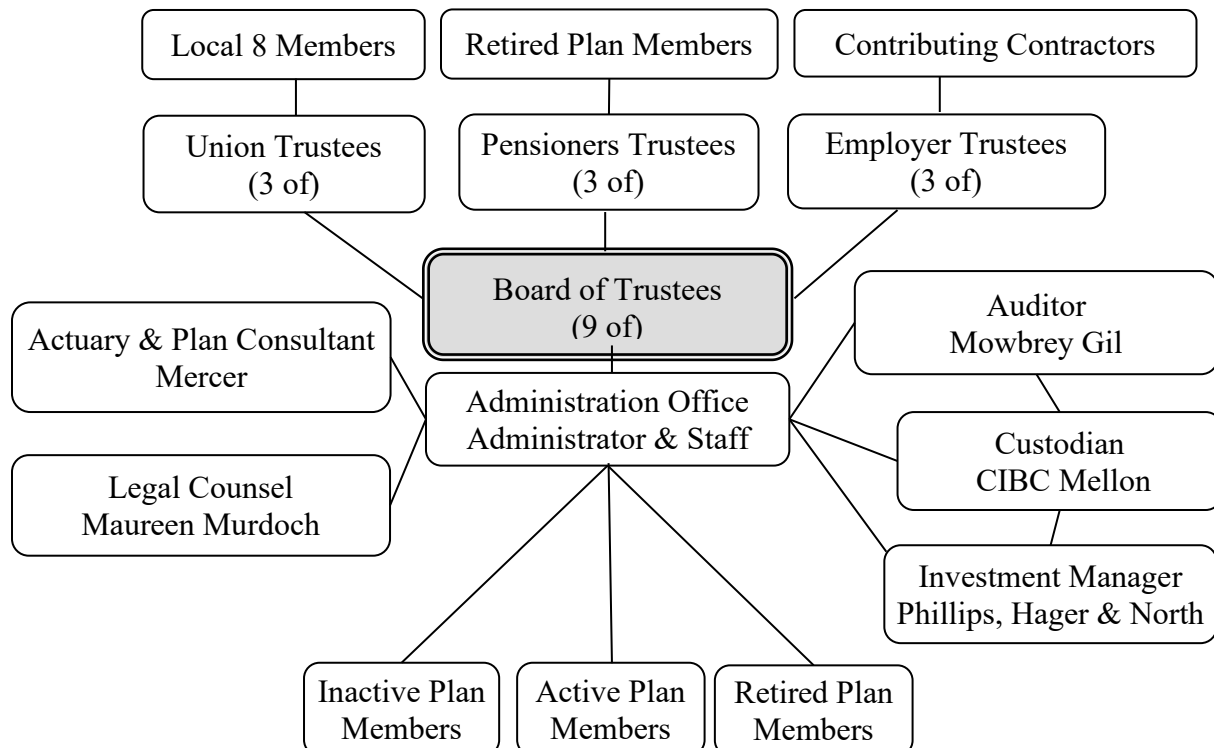 Local 8 Members
Retired Plan Members
Contributing Contractors
Union Trustees
(3 of)
Pensioners Trustees
(3 of)
Employer Trustees
(3 of)
Board of Trustees
(9 of)
Actuary & Plan Consultant
Mercer
Auditor
Mowbrey Gil
Administration Office
Administrator & Staff
Legal Counsel
Maureen Murdoch
Custodian
CIBC Mellon
Investment Manager
Phillips, Hager & North
Inactive Plan
Members
Active Plan
Members
Retired Plan
Members